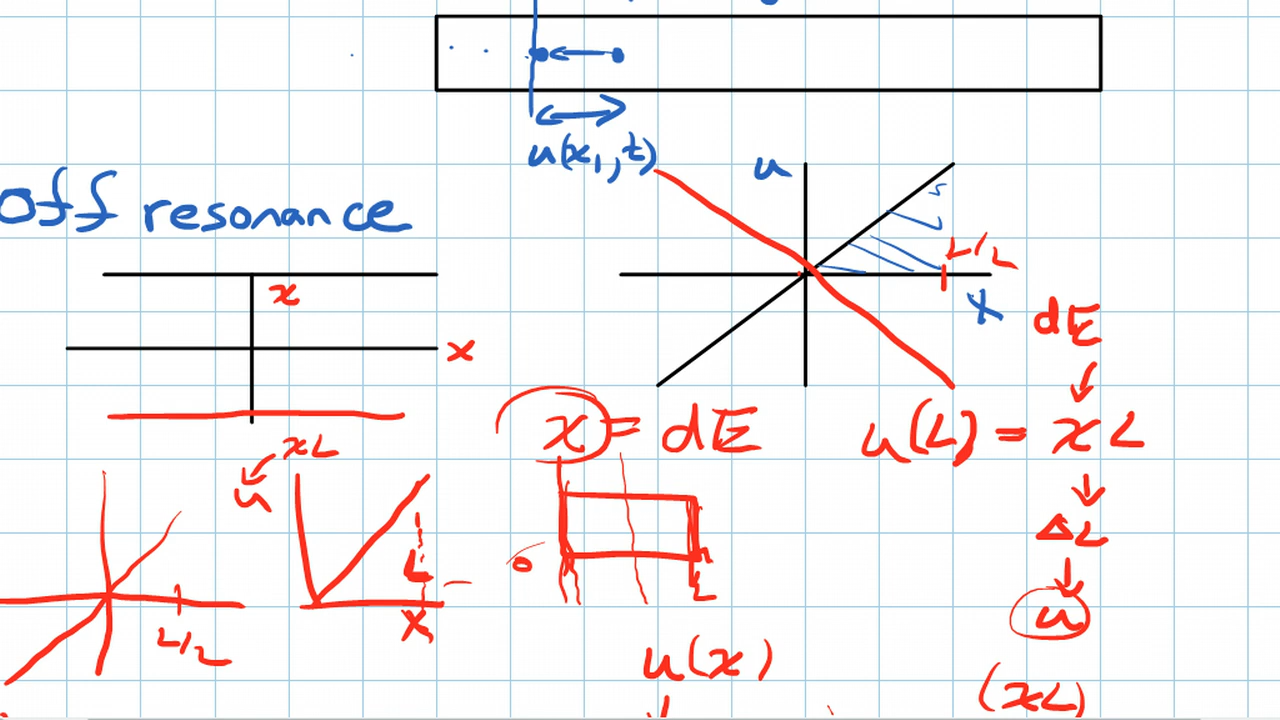 u(x₁,t)
u
Off resonance
L/2
x
x
x
dE
x = dE
u(L) = xL
xL
u
L
0
L
ΔL
L/2
x
u
u(x)
(xL)